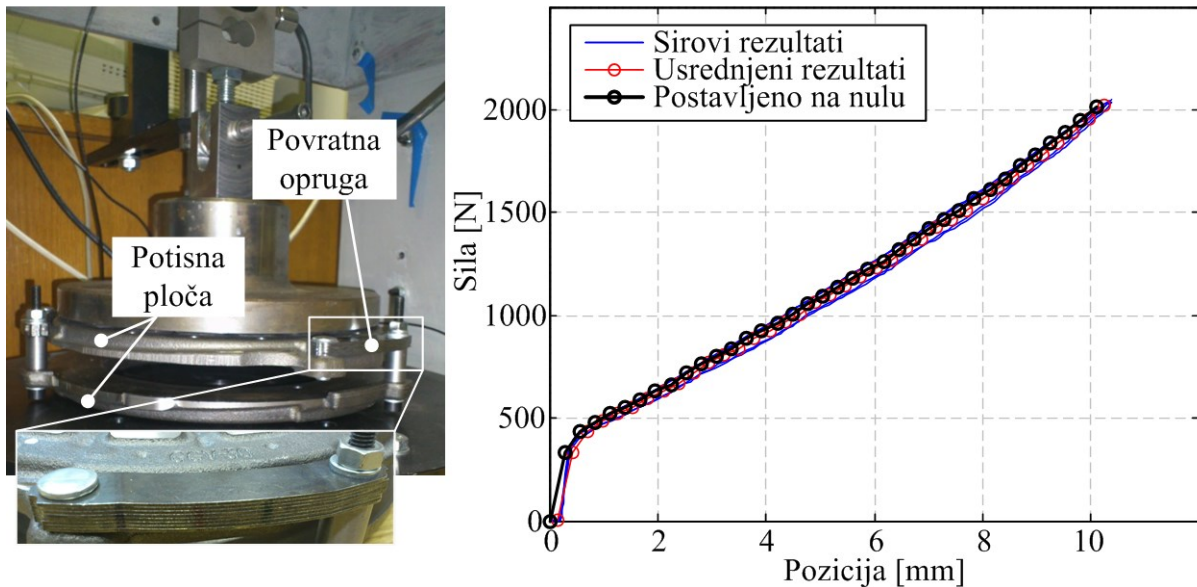 Povratna
opruga
Potisna
ploča
Sirovi rezultati
Usrednjeni rezultati
Postavljeno na nulu
Sila [N]
2000
1500
1000
500
0
0 2 4 6 8 10
Pozicija [mm]